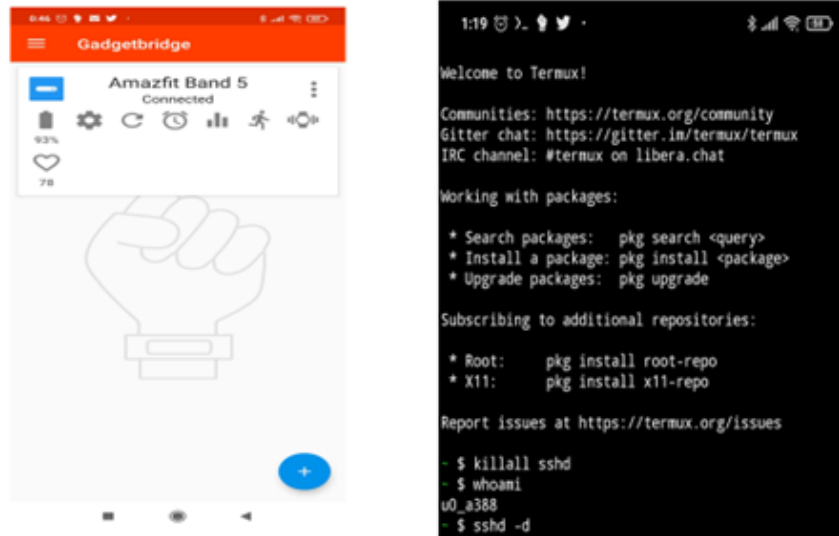 0:46
Gadgetbridge
Amazfit Band 5
Connected
93%
78
1:19
58
Welcome to Termux!
Communities: https://termux.org/community
Gitter chat: https://gitter.im/termux/termux
IRC channel: #termux on libera.chat
Working with packages:
* Search packages: pkg search <query>
* Install a package: pkg install <package>
* Upgrade packages: pkg upgrade
Subscribing to additional repositories:
* Root: pkg install root-repo
* X11: pkg install x11-repo
Report issues at https://termux.org/issues
~ $ killall sshd
~ $ whoami
u0_a388
~ $ sshd -d